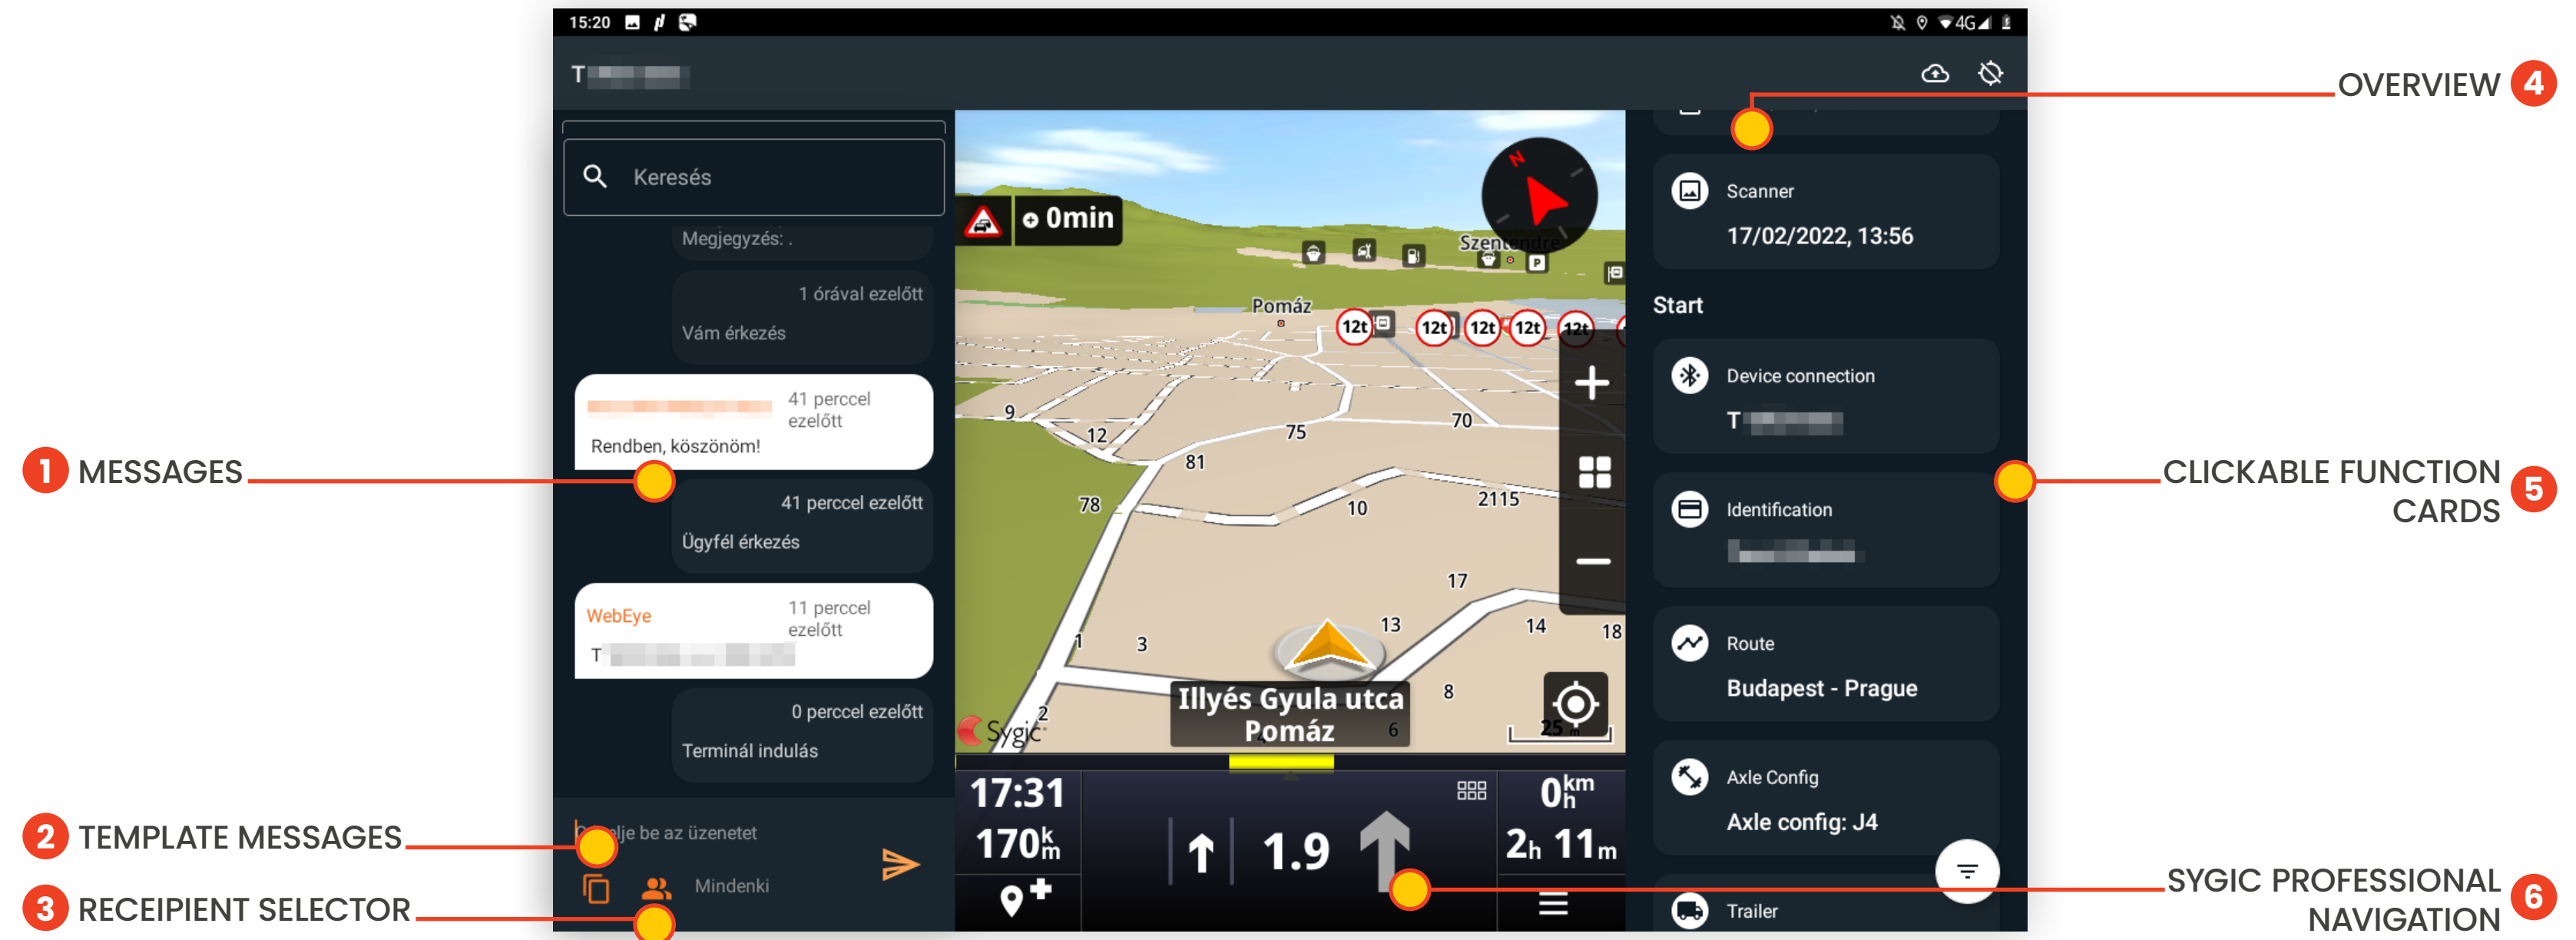 15:20
4G
T
Keresés
Megjegyzés: .
1 órával ezelőtt
Vám érkezés
41 perccel
ezelőtt
Rendben, köszönöm!
41 perccel ezelőtt
Ügyfél érkezés
WebEye
11 perccel
ezelőtt
T
0 perccel ezelőtt
Terminál indulás
be az üzenetet
Mindenki
0min
N
Szentendre
P
Pomáz
12t
12t
12t
12t
12t
9
12
75
70
81
78
10
2115
17
13
14
18
1
3
8
2
6
Illyés Gyula utca
Pomáz
Sygic
25 m
17:31
170km
1.9
0km/h
2h 11m
Scanner
17/02/2022, 13:56
Start
Device connection
T
Identification
Route
Budapest - Prague
Axle Config
Axle config: J4
Trailer
1 MESSAGES
2 TEMPLATE MESSAGES
3 RECEIPIENT SELECTOR
OVERVIEW 4
CLICKABLE FUNCTION
CARDS
5
SYGIC PROFESSIONAL
NAVIGATION
6